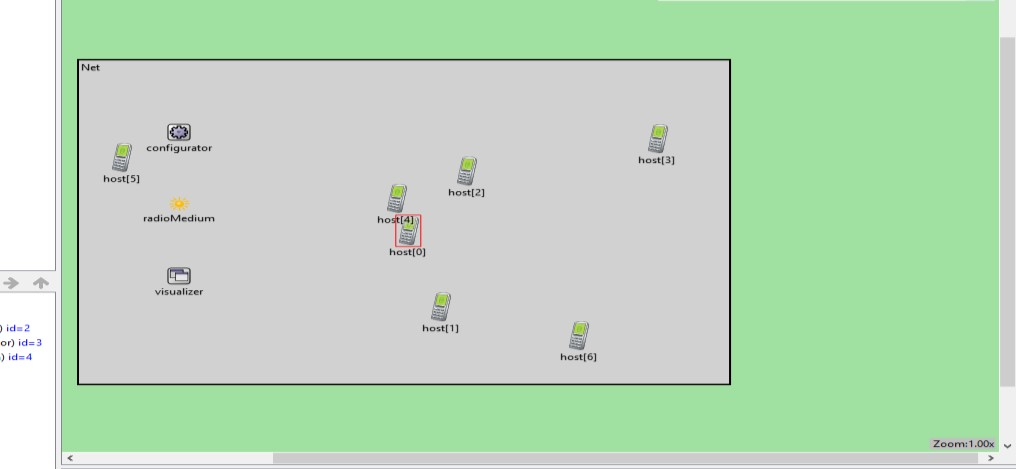 Net
configurator
host[5]
host[3]
host[2]
radioMedium
host[4]
host[0]
visualizer
host[1]
host[6]
) id=2
or) id=3
) id=4
Zoom:1.00x